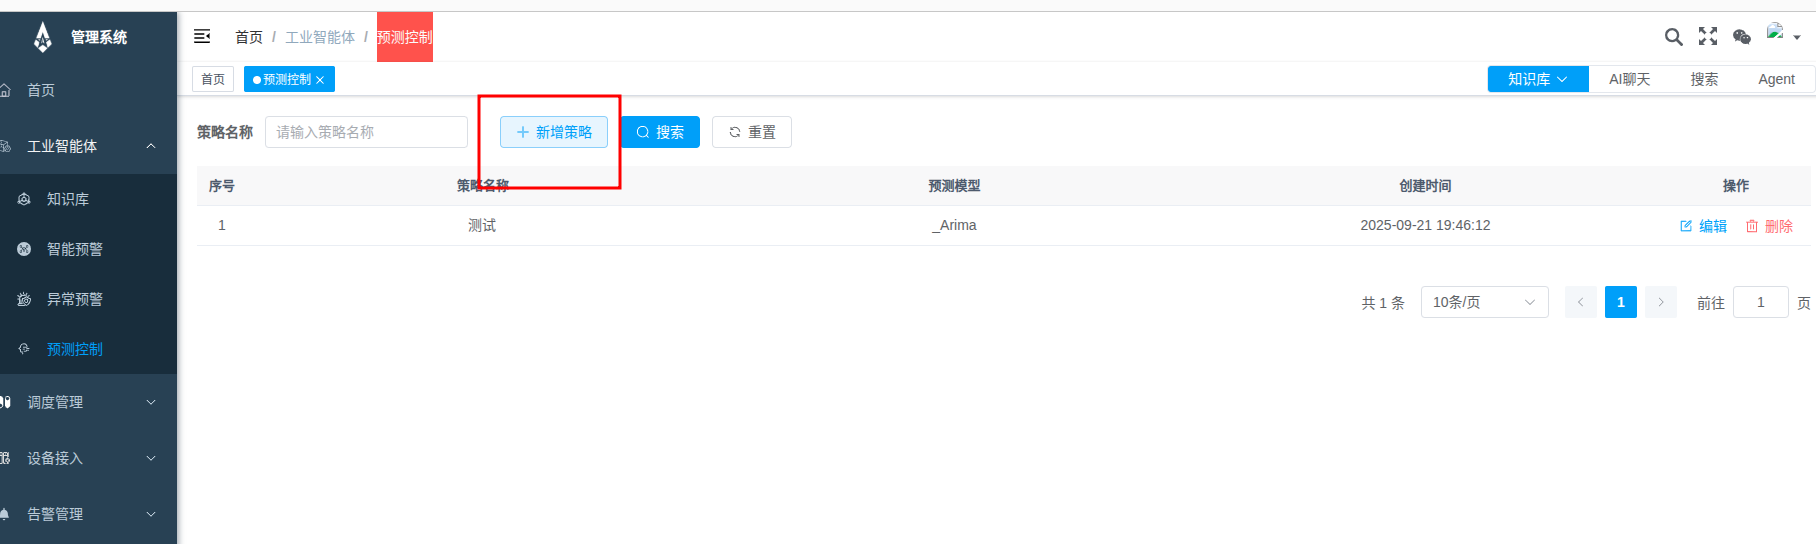 管理系统
首页 / 工业智能体 / 预测控制
首页
预测控制
知识库
AI聊天
搜索
Agent
首页
工业智能体
知识库
智能预警
异常预警
预测控制
调度管理
设备接入
告警管理
策略名称 请输入策略名称 新增策略 搜索 重置
序号 策略名称 预测模型 创建时间 操作
1 测试 _Arima 2025-09-21 19:46:12 编辑 删除
共 1 条 10条/页 1 前往 1 页